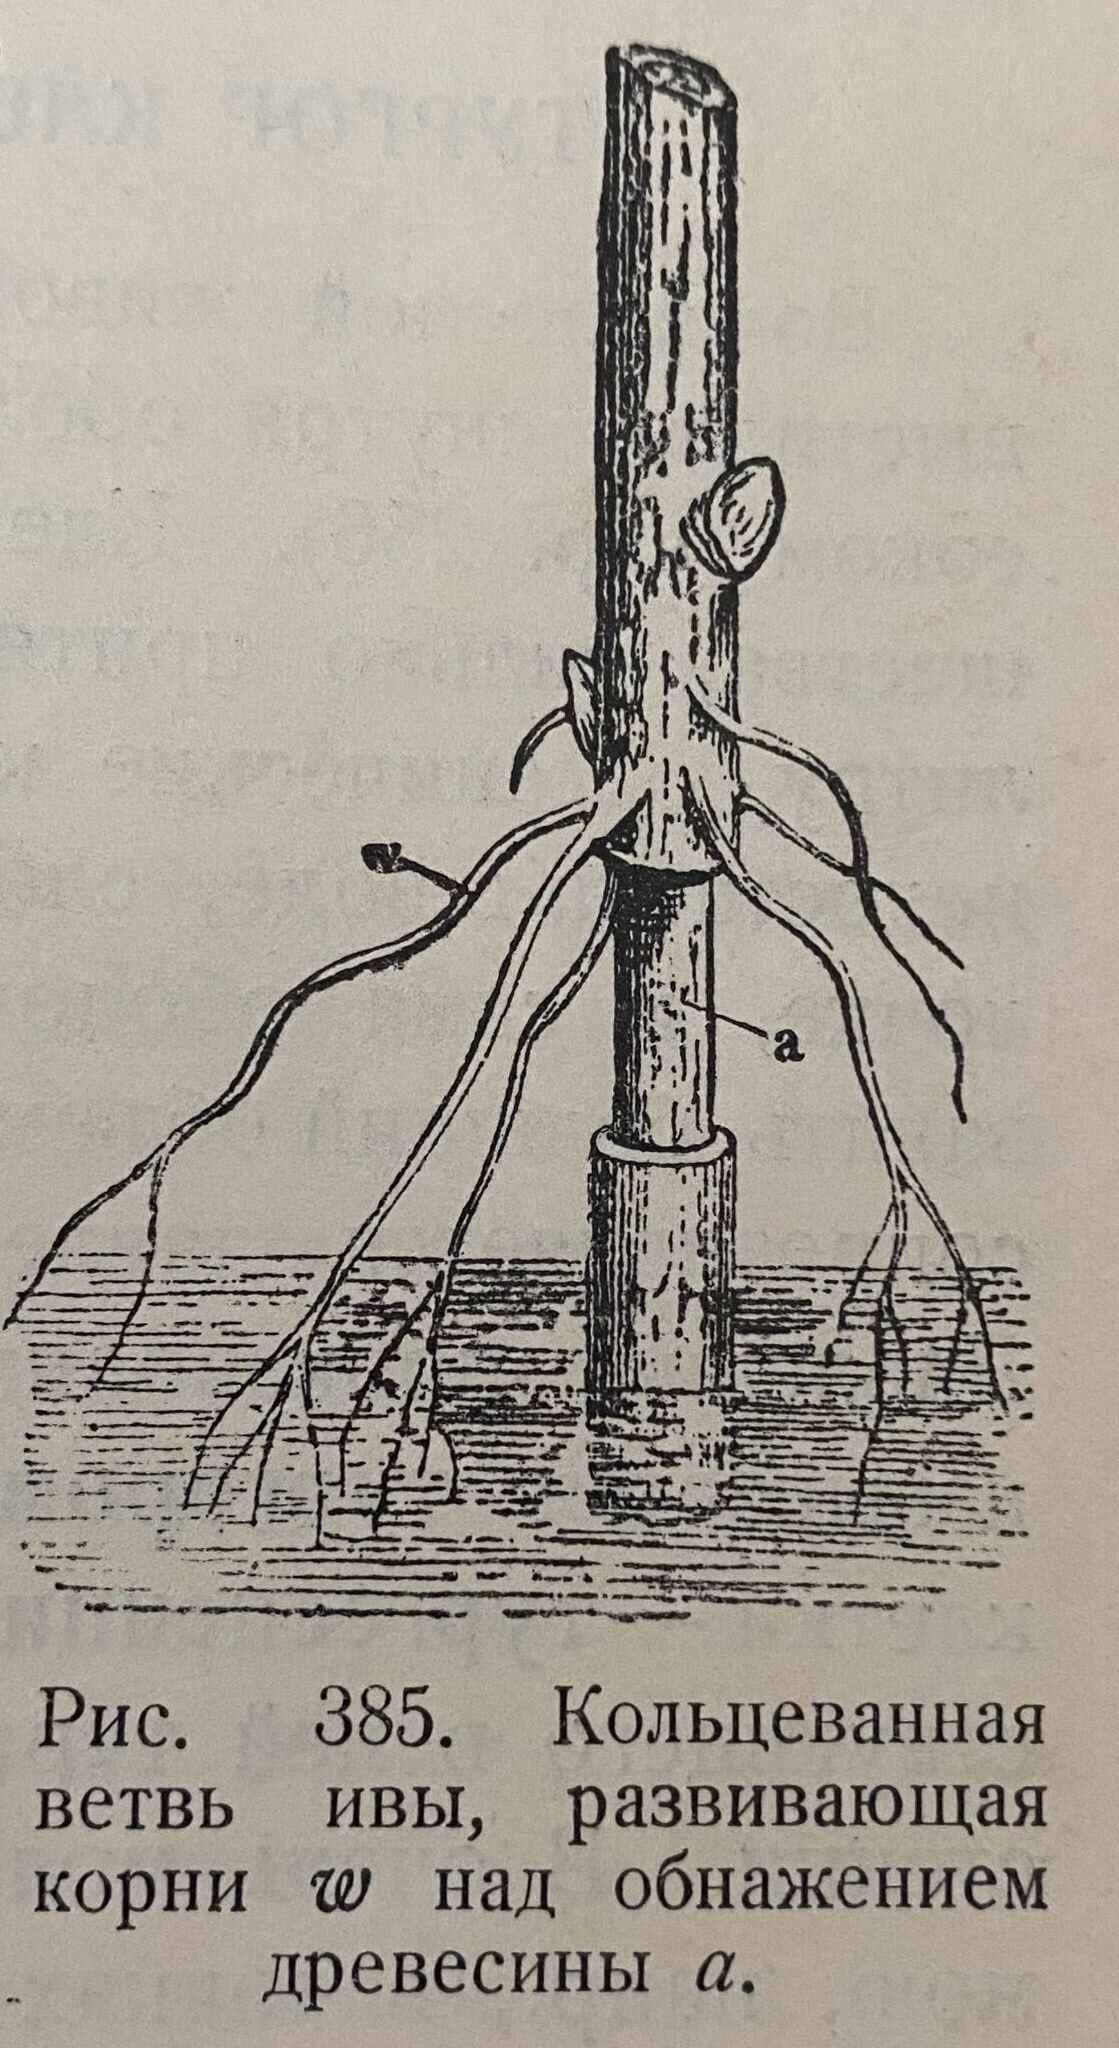 a
Рис. 385. Кольцеванная
ветвь ивы, развивающая
корни w над обнажением
древесины а.